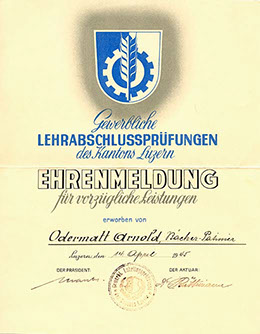 Gewerbliche
LEHRABSCHLUSSPRÜFUNGEN
des Kantons Luzern
EHRENMELDUNG
für vorzügliche Leistungen
erworben von
Odermatt Arnold, Bäcker-Patissier
Luzern, den 14. April 1945
DER PRÄSIDENT: DER AKTUAR: